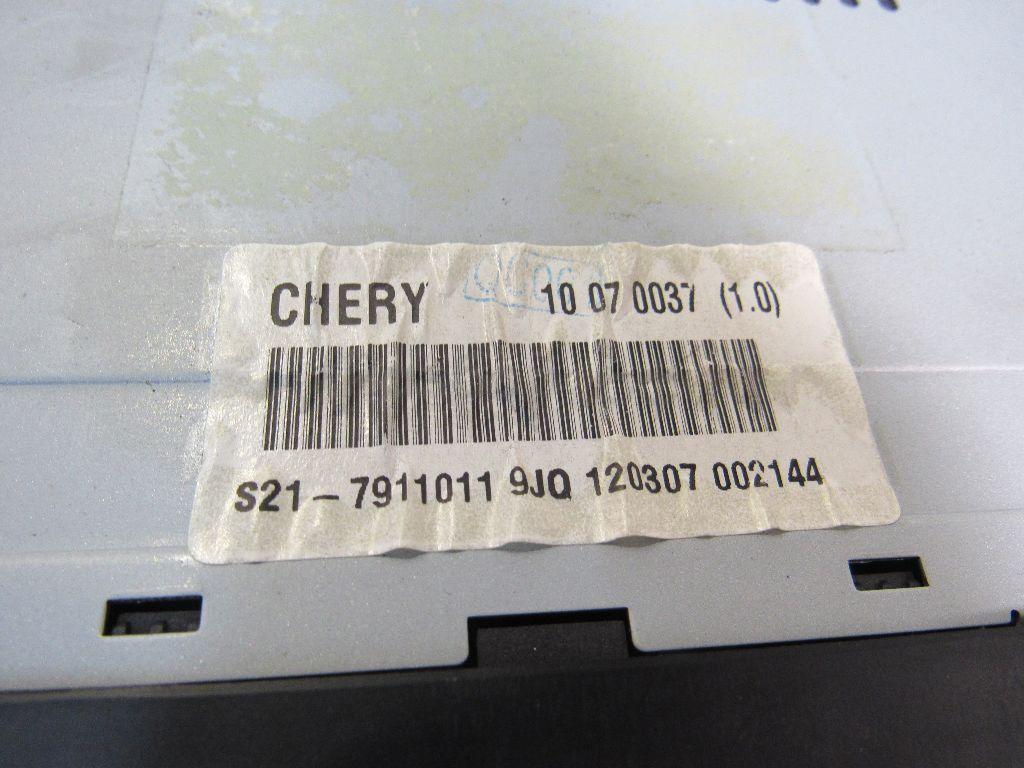 CHERY 10 07 0037 (1.0)
S21-7911011 9JQ 120307 002144